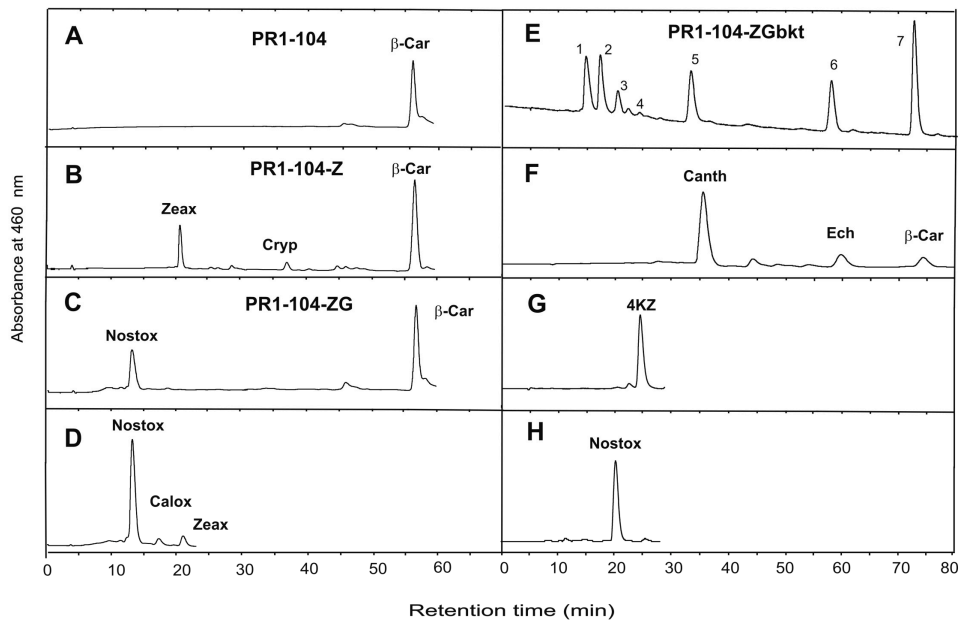 A
PR1-104
β-Car
B
PR1-104-Z
β-Car
Zeax
Cryp
C
PR1-104-ZG
β-Car
Nostox
D
Nostox
Calox
Zeax
0 10 20 30 40 50 60
E
PR1-104-ZGbkt
1 2 3 4 5 6 7
F
Canth
Ech
β-Car
G
4KZ
H
Nostox
0 10 20 30 40 50 60 70 80
Absorbance at 460 nm
Retention time (min)